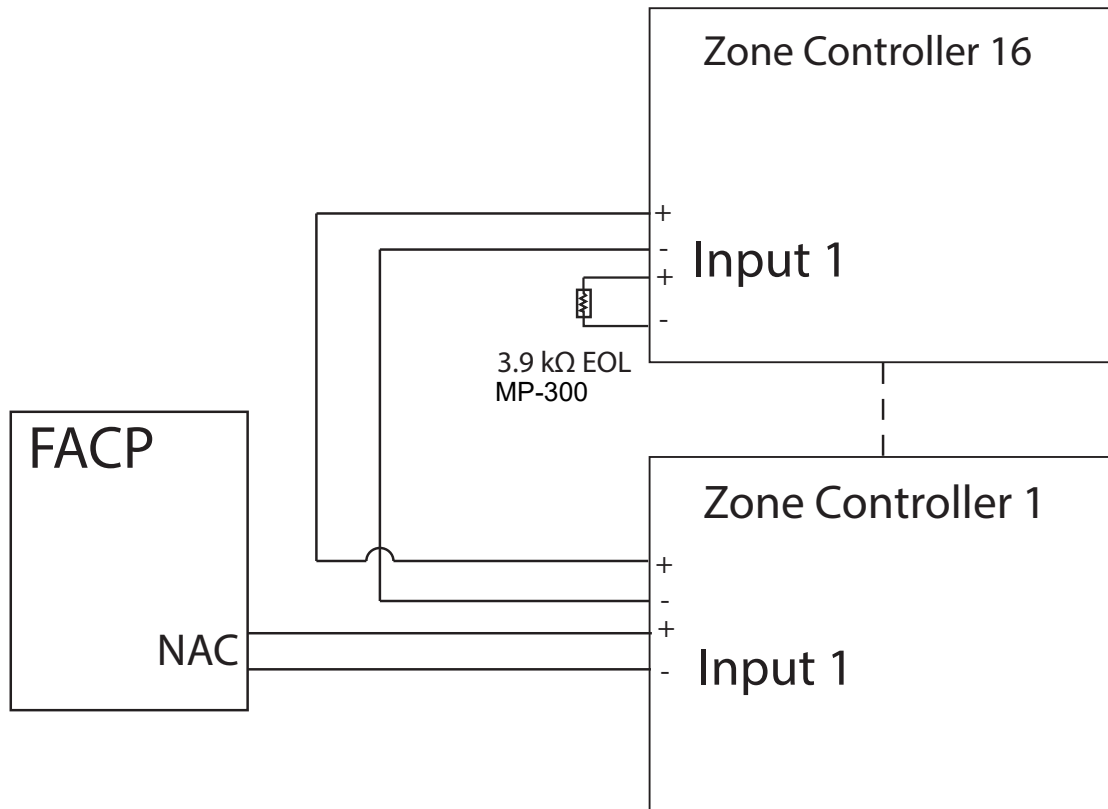 Zone Controller 16
+
-
Input 1
+
-
3.9 kΩ EOL
MP-300
FACP
NAC
Zone Controller 1
+
-
+
Input 1
-